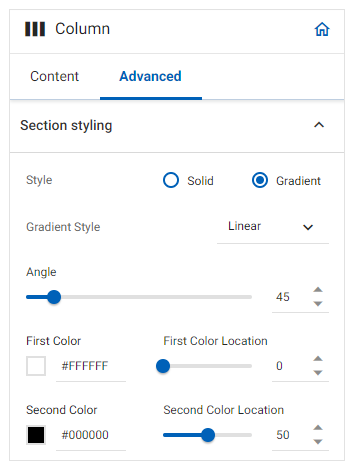 Column
Content Advanced
Section styling
Style Solid Gradient
Gradient Style Linear
Angle
45
First Color First Color Location
#FFFFFF 0
Second Color Second Color Location
#000000 50